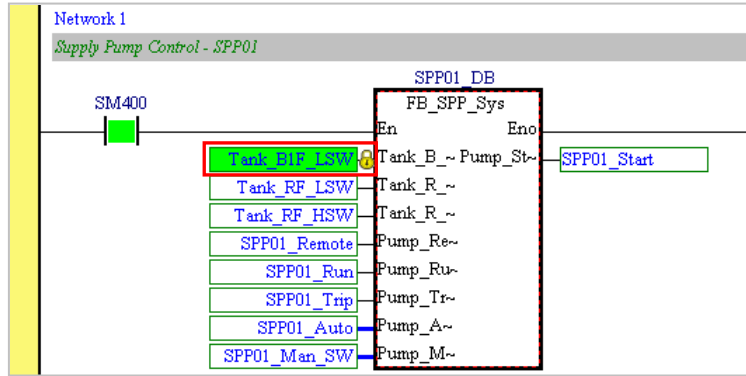 Network 1
Supply Pump Control - SPP01
SPP01_DB
SM400
FB_SPP_Sys
En Eno
Tank_B1F_LSW Tank_B_~ Pump_St~ SPP01_Start
Tank_RF_LSW Tank_R_~
Tank_RF_HSW Tank_R_~
SPP01_Remote Pump_Re~
SPP01_Run Pump_Ru~
SPP01_Trip Pump_Tr~
SPP01_Auto Pump_A~
SPP01_Man_SW Pump_M~